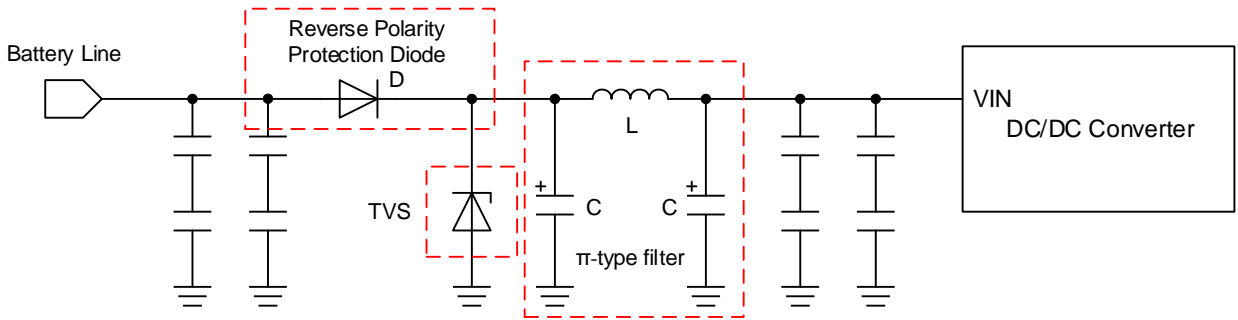 Reverse Polarity
Protection Diode
Battery Line
D
VIN
DC/DC Converter
L
TVS
+
C
+
C
π-type filter